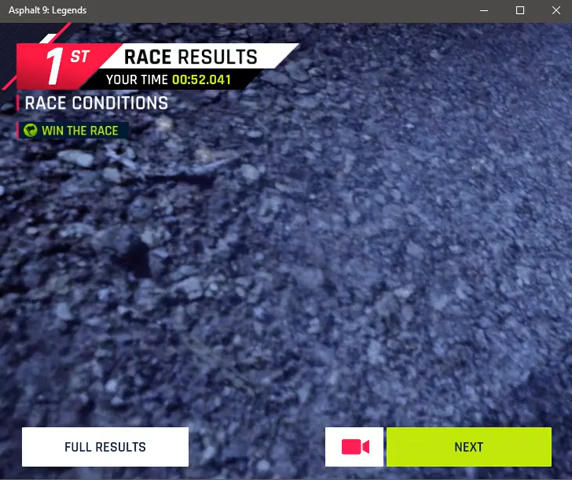 Asphalt 9: Legends
1ST
RACE RESULTS
YOUR TIME 00:52.041
RACE CONDITIONS
WIN THE RACE
FULL RESULTS
NEXT